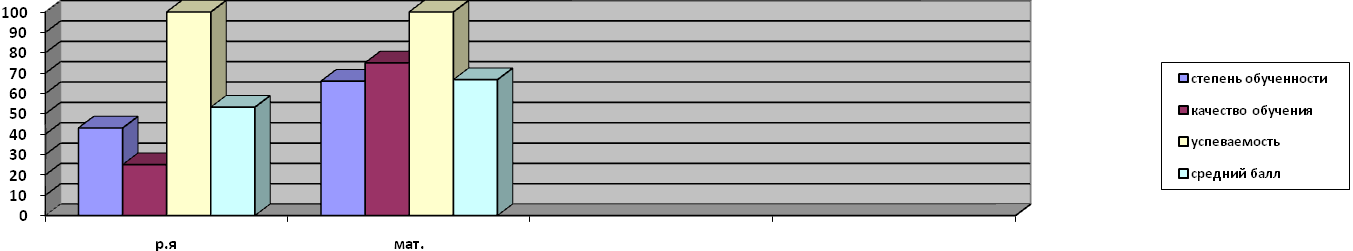 100
90
80
70
60
50
40
30
20
10
0
р.я
мат.
степень обученности
качество обучения
успеваемость
средний балл